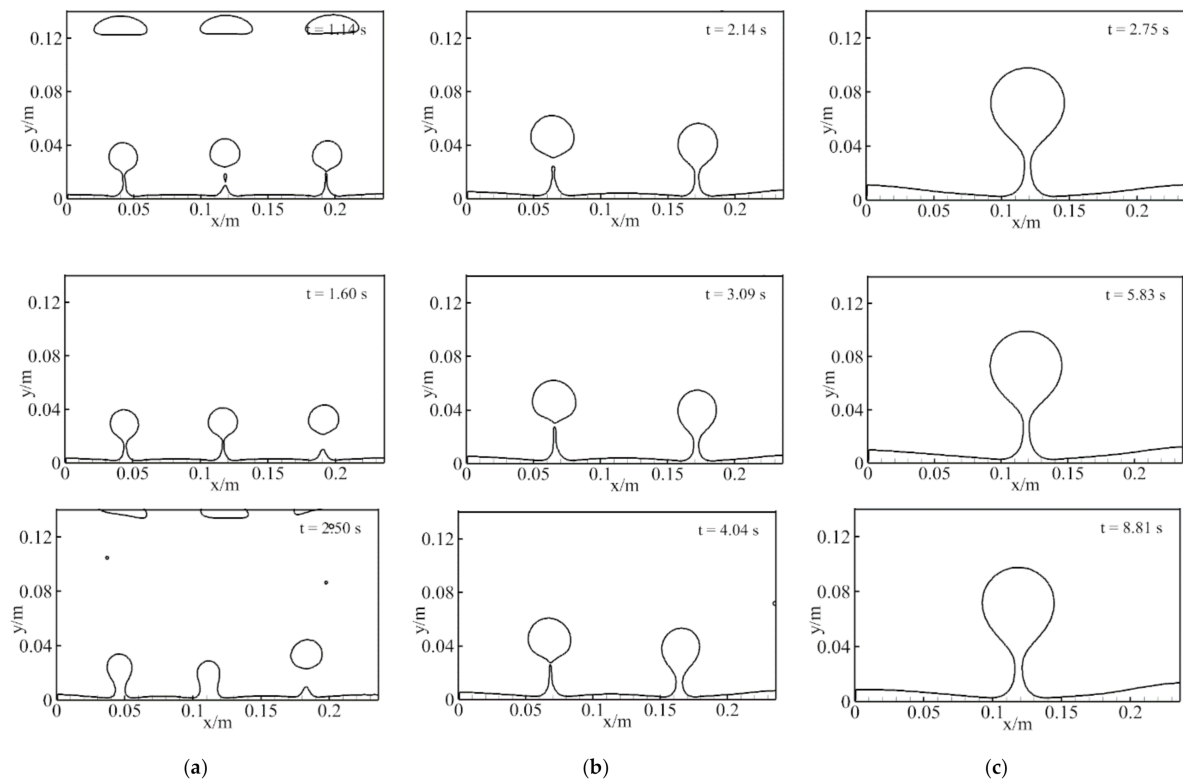 0.12
t = 1.14 s
y/m
0.08
0.04
0
0 0.05 0.1 0.15 0.2
x/m
0.12
t = 2.14 s
y/m
0.08
0.04
0
0 0.05 0.1 0.15 0.2
x/m
0.12
t = 2.75 s
y/m
0.08
0.04
0
0.05 0.1 0.15 0.2
x/m
0.12
t = 1.60 s
y/m
0.08
0.04
0
0 0.05 0.1 0.15 0.2
x/m
0.12
t = 3.09 s
y/m
0.08
0.04
0
0 0.05 0.1 0.15 0.2
x/m
0.12
t = 5.83 s
y/m
0.08
0.04
0
0 0.05 0.1 0.15 0.2
x/m
0.12
t = 2.50 s
y/m
0.08
0.04
0
0 0.05 0.1 0.15 0.2
x/m
0.12
t = 4.04 s
y/m
0.08
0.04
0
0 0.05 0.1 0.15 0.2
x/m
0.12
t = 8.81 s
y/m
0.08
0.04
0
0 0.05 0.1 0.15 0.2
x/m
(a) (b) (c)